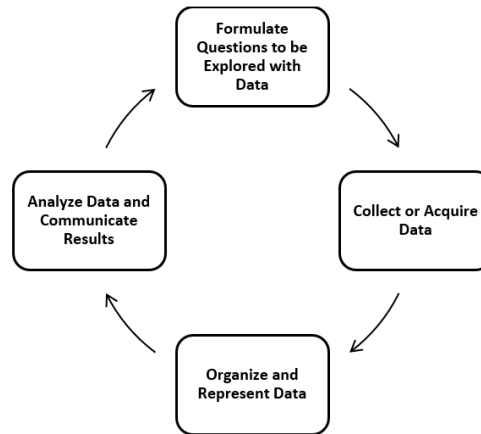 Formulate
Questions to be
Explored with
Data
Collect or Acquire
Data
Organize and
Represent Data
Analyze Data and
Communicate
Results